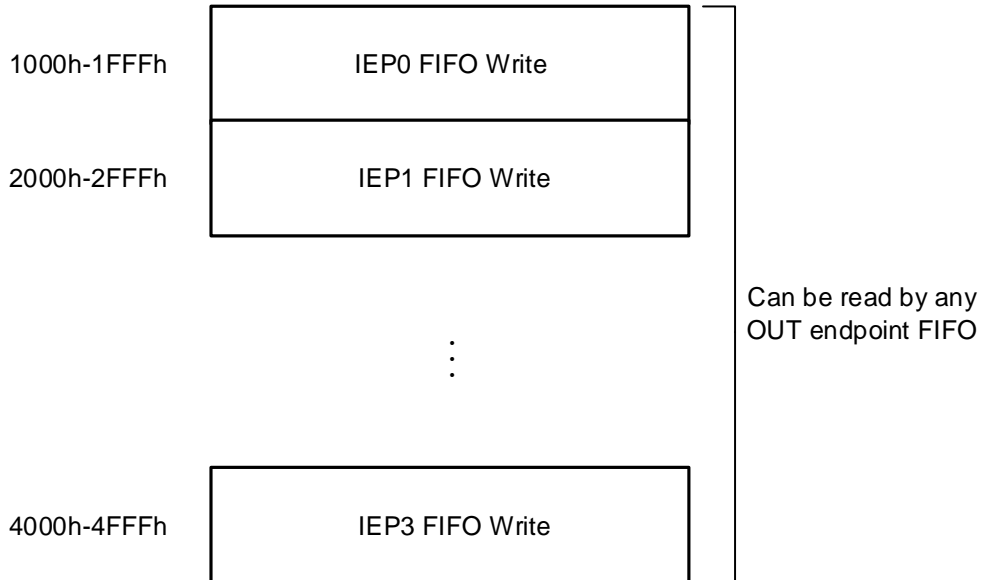 1000h-1FFFh
IEP0 FIFO Write
2000h-2FFFh
IEP1 FIFO Write
Can be read by any
OUT endpoint FIFO
4000h-4FFFh
IEP3 FIFO Write